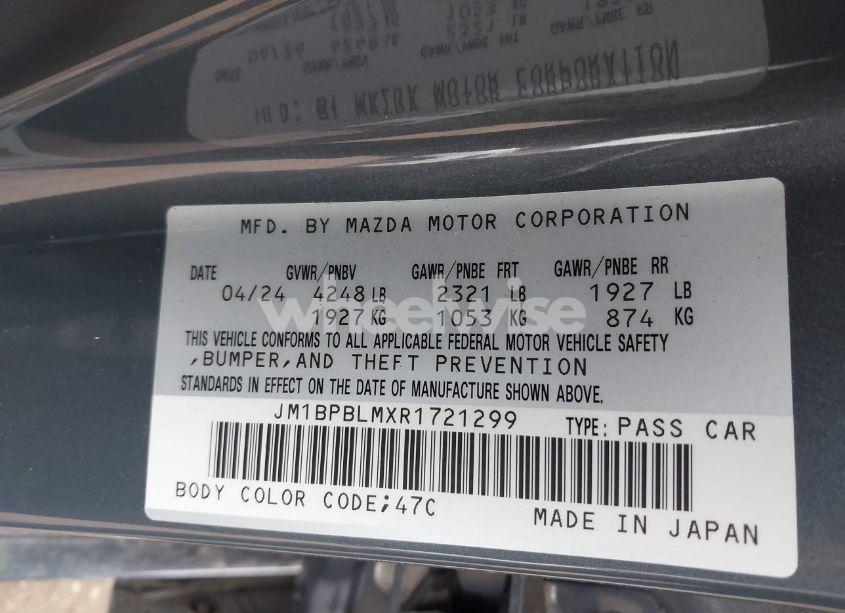 MFD. BY MAZDA MOTOR CORPORATION
DATE GVWR/PNBV GAWR/PNBE FRT GAWR/PNBE RR
04/24 4248 LB 2321 LB 1927 LB
1927 KG 1053 KG 874 KG
wheelwise
THIS VEHICLE CONFORMS TO ALL APPLICABLE FEDERAL MOTOR VEHICLE SAFETY
,BUMPER,AND THEFT PREVENTION
STANDARDS IN EFFECT ON THE DATE OF MANUFACTURE SHOWN ABOVE.
JM1BPBLMXR1721299 TYPE: PASS CAR
BODY COLOR CODE;47C
MADE IN JAPAN